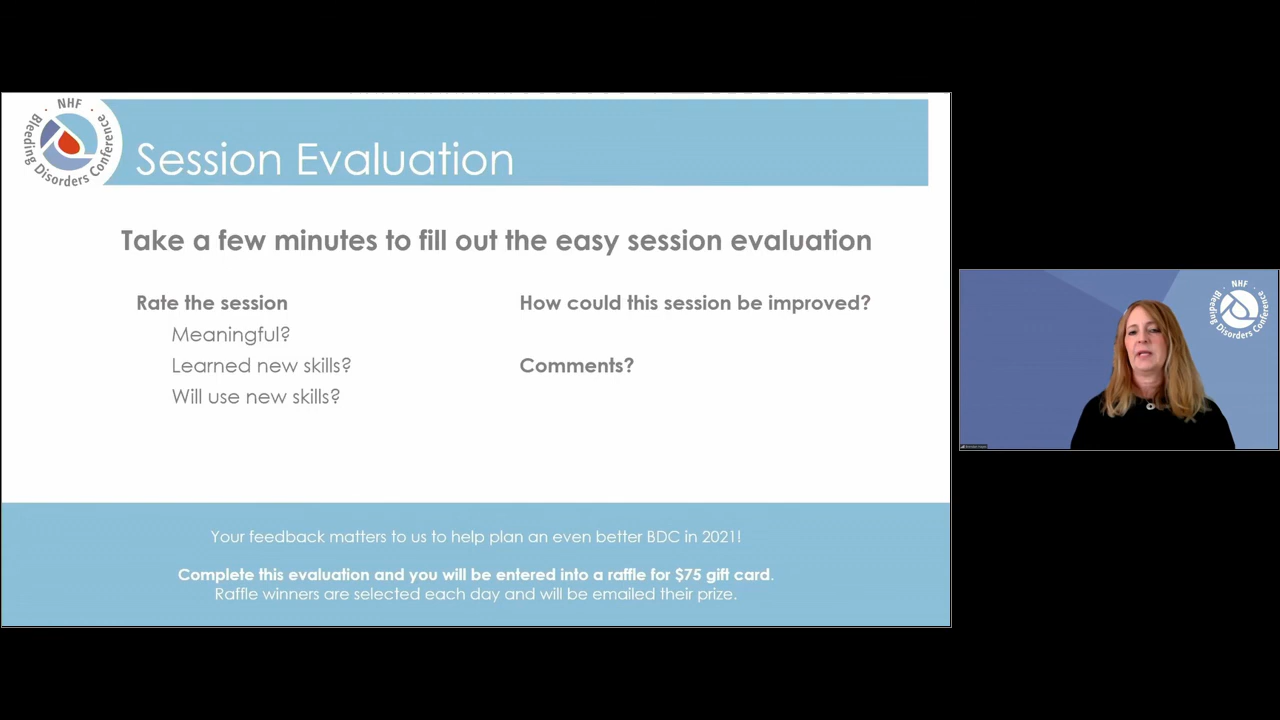 NHF
Bleeding Disorders Conference
Session Evaluation
Take a few minutes to fill out the easy session evaluation
Rate the session
Meaningful?
Learned new skills?
Will use new skills?
How could this session be improved?
Comments?
Your feedback matters to us to help plan an even better BDC in 2021!
Complete this evaluation and you will be entered into a raffle for $75 gift card.
Raffle winners are selected each day and will be emailed their prize.
NHF
Bleeding Disorders Conference